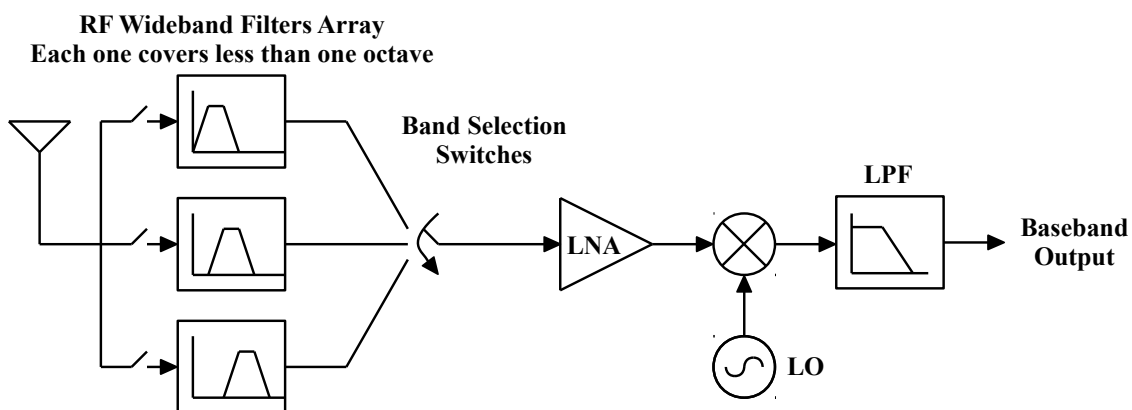 RF Wideband Filters Array
Each one covers less than one octave
Band Selection
Switches
LNA
LPF
Baseband
Output
LO